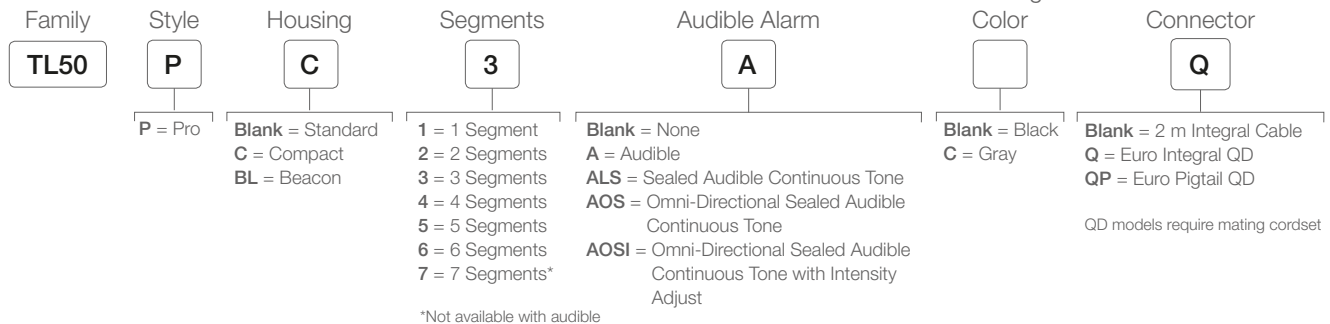 Family Style Housing Segments Audible Alarm Color Connector
TL50 P C 3 A Q
P = Pro
Blank = Standard
C = Compact
BL = Beacon
1 = 1 Segment
2 = 2 Segments
3 = 3 Segments
4 = 4 Segments
5 = 5 Segments
6 = 6 Segments
7 = 7 Segments*
*Not available with audible
Blank = None
A = Audible
ALS = Sealed Audible Continuous Tone
AOS = Omni-Directional Sealed Audible
Continuous Tone
AOSI = Omni-Directional Sealed Audible
Continuous Tone with Intensity
Adjust
Blank = Black
C = Gray
Blank = 2 m Integral Cable
Q = Euro Integral QD
QP = Euro Pigtail QD
QD models require mating cordset